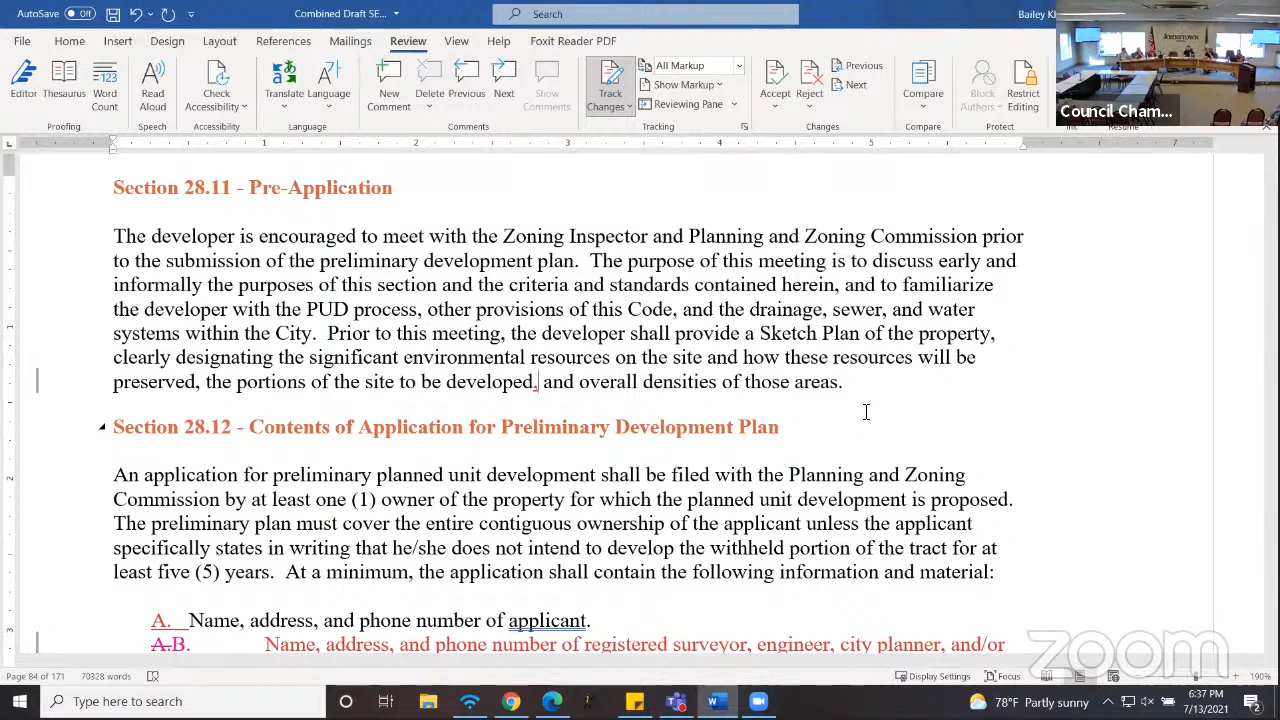 Bailey K
File Home Insert Design Layout References Mailings Review View Help Foxit Reader PDF
Editor Thesaurus Word Count Read Aloud Check Accessibility Translate Language New Comment Delete Previous Next Show Comments Track Changes All Markup Show Markup Reviewing Pane Accept Reject Previous Next Compare Block Authors Restrict Editing
Proofing Speech Accessibility Language Comments Tracking Changes Compare Protect Ink Resume
JOHNSTOWN
Council Cham...
1 2 3 4 5 7
Section 28.11 - Pre-Application
The developer is encouraged to meet with the Zoning Inspector and Planning and Zoning Commission prior
to the submission of the preliminary development plan. The purpose of this meeting is to discuss early and
informally the purposes of this section and the criteria and standards contained herein, and to familiarize
the developer with the PUD process, other provisions of this Code, and the drainage, sewer, and water
systems within the City. Prior to this meeting, the developer shall provide a Sketch Plan of the property,
clearly designating the significant environmental resources on the site and how these resources will be
preserved, the portions of the site to be developed, and overall densities of those areas.
Section 28.12 - Contents of Application for Preliminary Development Plan
An application for preliminary planned unit development shall be filed with the Planning and Zoning
Commission by at least one (1) owner of the property for which the planned unit development is proposed.
The preliminary plan must cover the entire contiguous ownership of the applicant unless the applicant
specifically states in writing that he/she does not intend to develop the withheld portion of the tract for at
least five (5) years. At a minimum, the application shall contain the following information and material:
A. Name, address, and phone number of applicant.
A.B. Name, address, and phone number of registered surveyor, engineer, city planner, and/or
zoom
Page 84 of 171 70328 words Display Settings Focus 190%
Type here to search 78°F Partly sunny 6:37 PM
7/13/2021 2